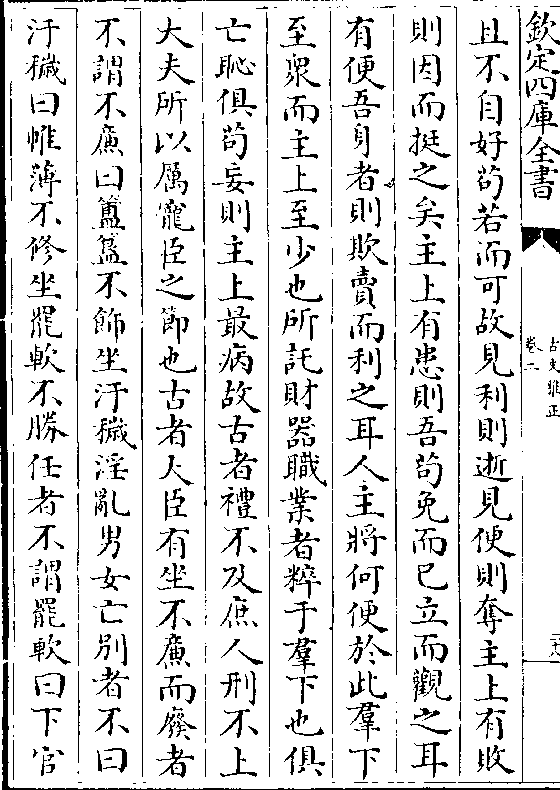 欽定四庫全書
古文雅正
卷二
且不自好茍若而可故見利則逝見便則奪主上有敗
則因而挺之矣主上有患則吾茍免而已立而觀之耳
有便吾身者則欺賣而利之耳人主將何便於此羣下
至衆而主上至少也所託財器職業者粹于羣下也俱
亡恥俱茍妄則主上最病故古者禮不及庶人刑不上
大夫所以厲寵臣之節也古者大臣有坐不廉而廢者
不謂不廉曰簠簋不飾坐汙穢淫亂男女亡別者不曰
汙穢曰帷薄不修坐罷軟不勝任者不謂罷軟曰下官